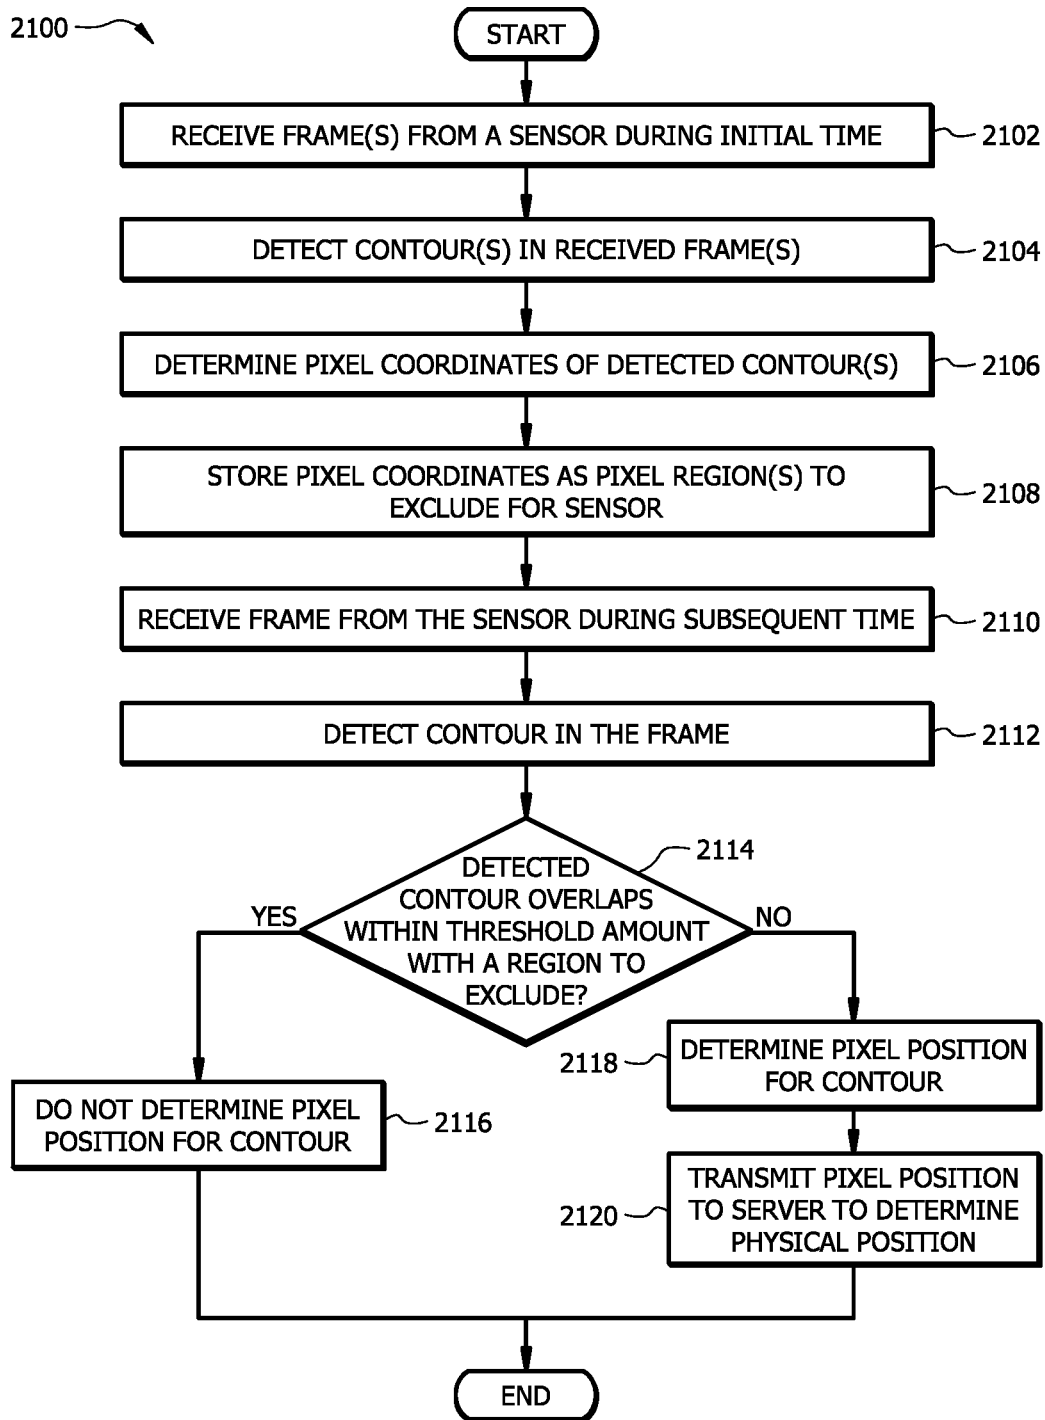 2100
START
RECEIVE FRAME(S) FROM A SENSOR DURING INITIAL TIME
2102
DETECT CONTOUR(S) IN RECEIVED FRAME(S)
2104
DETERMINE PIXEL COORDINATES OF DETECTED CONTOUR(S)
2106
STORE PIXEL COORDINATES AS PIXEL REGION(S) TO
EXCLUDE FOR SENSOR
2108
RECEIVE FRAME FROM THE SENSOR DURING SUBSEQUENT TIME
2110
DETECT CONTOUR IN THE FRAME
2112
2114
DETECTED
CONTOUR OVERLAPS
WITHIN THRESHOLD AMOUNT
WITH A REGION TO
EXCLUDE?
YES
NO
DO NOT DETERMINE PIXEL
POSITION FOR CONTOUR
2116
2118
DETERMINE PIXEL POSITION
FOR CONTOUR
2120
TRANSMIT PIXEL POSITION
TO SERVER TO DETERMINE
PHYSICAL POSITION
END